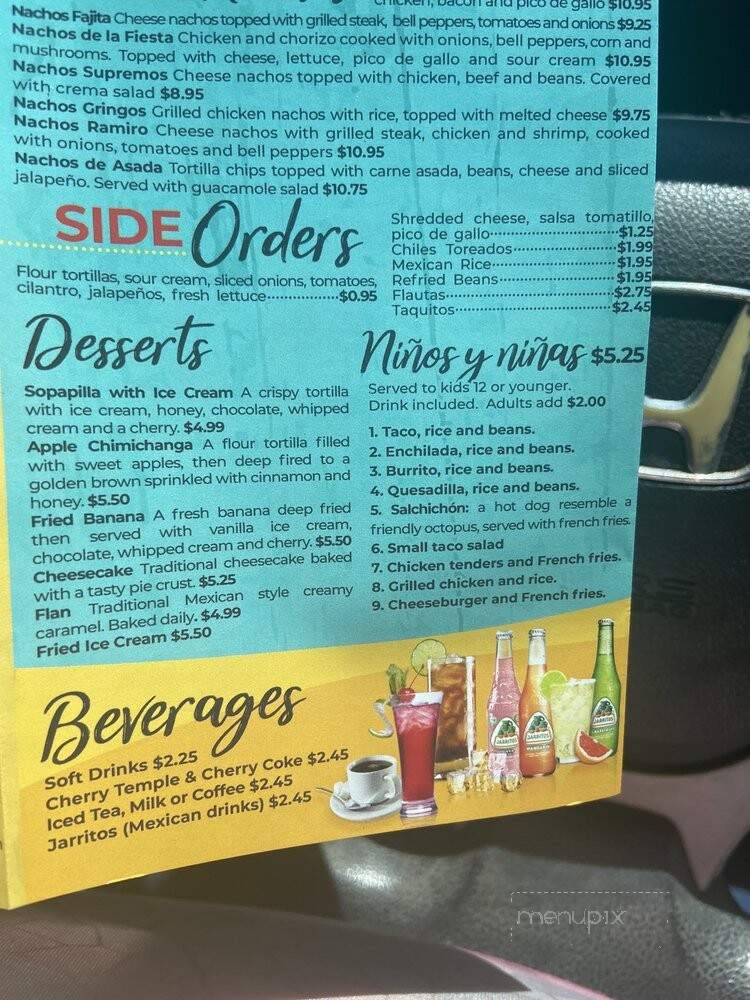 chicken, bacon and pico de gallo $10.95
Nachos Fajita Cheese nachos topped with grilled steak, bell peppers, tomatoes and onions $9.25
Nachos de la Fiesta Chicken and chorizo cooked with onions, bell peppers, corn and
mushrooms. Topped with cheese, lettuce, pico de gallo and sour cream $10.95
Nachos Supremos Cheese nachos topped with chicken, beef and beans. Covered
with crema salad $8.95
Nachos Gringos Grilled chicken nachos with rice, topped with melted cheese $9.75
Nachos Ramiro Cheese nachos with grilled steak, chicken and shrimp, cooked
with onions, tomatoes and bell peppers $10.95
Nachos de Asada Tortilla chips topped with carne asada, beans, cheese and sliced
jalapeño. Served with guacamole salad $10.75
SIDE Orders
Flour tortillas, sour cream, sliced onions, tomatoes,
cilantro, jalapeños, fresh lettuce $0.95
Shredded cheese, salsa tomatillo,
pico de gallo $1.25
Chiles Toreados $1.99
Mexican Rice $1.95
Refried Beans $1.95
Flautas $2.75
Taquitos $2.45
Desserts
Sopapilla with Ice Cream A crispy tortilla
with ice cream, honey, chocolate, whipped
cream and a cherry. $4.99
Apple Chimichanga A flour tortilla filled
with sweet apples, then deep fired to a
golden brown sprinkled with cinnamon and
honey. $5.50
Fried Banana A fresh banana deep fried
then served with vanilla ice cream,
chocolate, whipped cream and cherry. $5.50
Cheesecake Traditional cheesecake baked
with a tasty pie crust. $5.25
Flan Traditional Mexican style creamy
caramel. Baked daily. $4.99
Fried Ice Cream $5.50
Niños y niñas $5.25
Served to kids 12 or younger.
Drink included. Adults add $2.00
1. Taco, rice and beans.
2. Enchilada, rice and beans.
3. Burrito, rice and beans.
4. Quesadilla, rice and beans.
5. Salchichón: a hot dog resemble a
friendly octopus, served with french fries.
6. Small taco salad
7. Chicken tenders and French fries.
8. Grilled chicken and rice.
9. Cheeseburger and French fries.
Beverages
Soft Drinks $2.25
Cherry Temple & Cherry Coke $2.45
Iced Tea, Milk or Coffee $2.45
Jarritos (Mexican drinks) $2.45
JARRITOS
JARRITOS
MANDARIN
JARRITOS
menupix